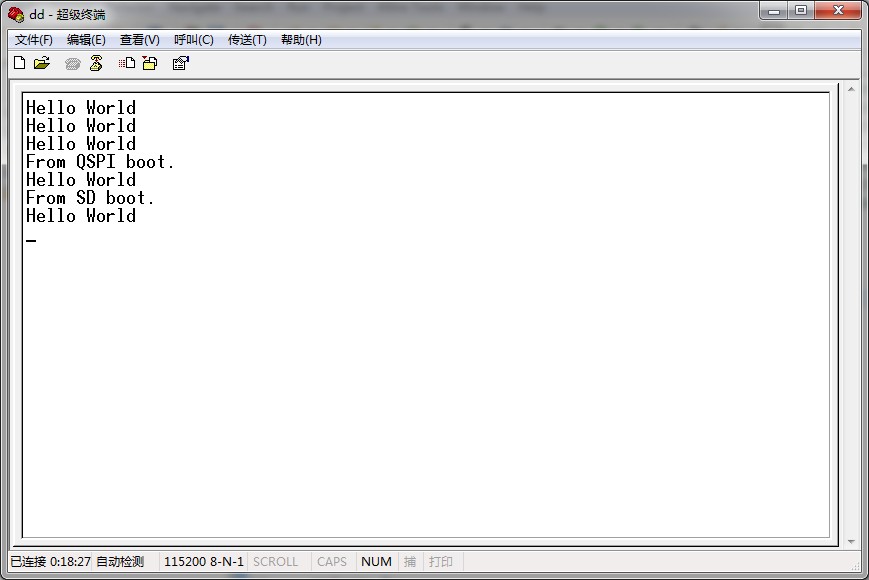 dd - 超级终端
文件(F) 编辑(E) 查看(V) 呼叫(C) 传送(T) 帮助(H)
Hello World
Hello World
Hello World
From QSPI boot.
Hello World
From SD boot.
Hello World
_
已连接 0:18:27 自动检测 115200 8-N-1 SCROLL CAPS NUM 捕 打印